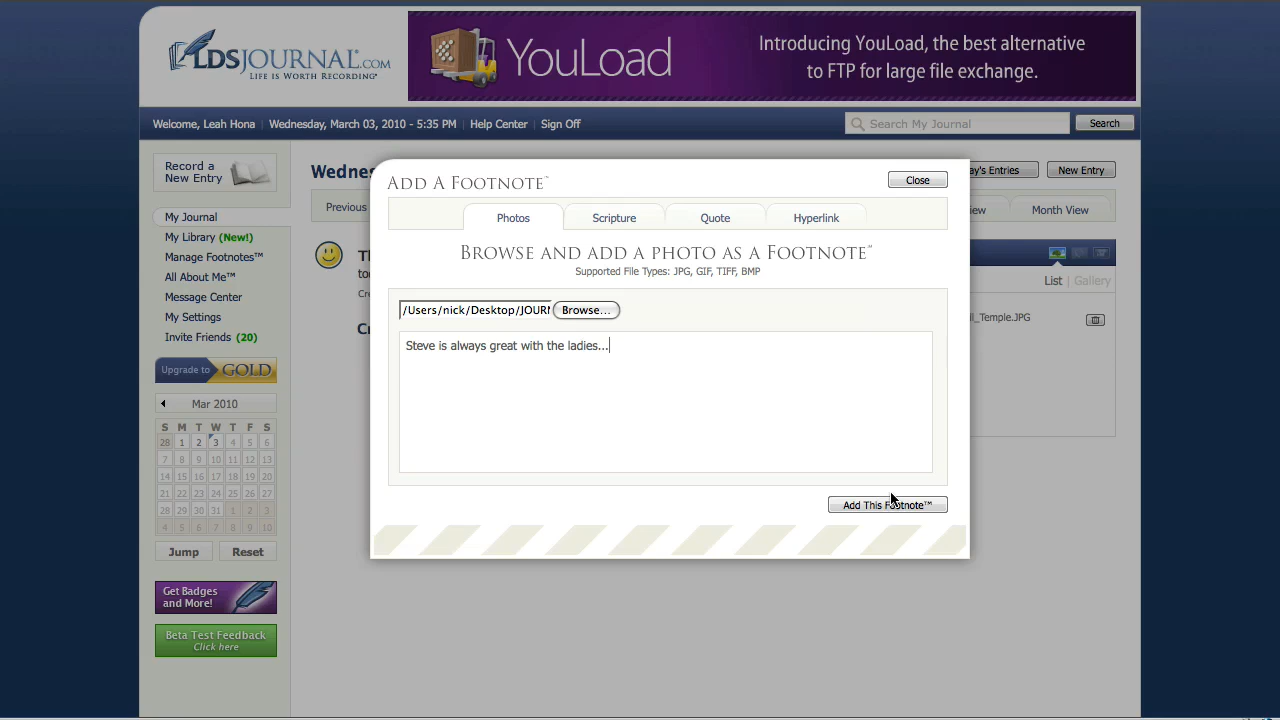 LDSJOURNAL.COM
LIFE IS WORTH RECORDING
YouLoad
Introducing YouLoad, the best alternative
to FTP for large file exchange.
Welcome, Leah Hona | Wednesday, March 03, 2010 - 5:35 PM | Help Center | Sign Off
Search My Journal
Search
Record a
New Entry
My Journal
My Library (New!)
Manage Footnotes™
All About Me™
Message Center
My Settings
Invite Friends (20)
Upgrade to GOLD
Mar 2010
S M T W T F S
28 1 2 3 4 5 6
7 8 9 10 11 12 13
14 15 16 17 18 19 20
21 22 23 24 25 26 27
28 29 30 31 1 2 3
4 5 6 7 8 9 10
Jump Reset
Get Badges
and More!
Beta Test Feedback
Click here
Wednes
ay's Entries
New Entry
Previous
iew
Month View
Th
toda
Cre
C
List | Gallery
ll_Temple.JPG
ADD A FOOTNOTE™
Close
Photos
Scripture
Quote
Hyperlink
BROWSE AND ADD A PHOTO AS A FOOTNOTE™
Supported File Types: JPG, GIF, TIFF, BMP
/Users/nick/Desktop/JOURN
Browse...
Steve is always great with the ladies...
Add This Footnote™